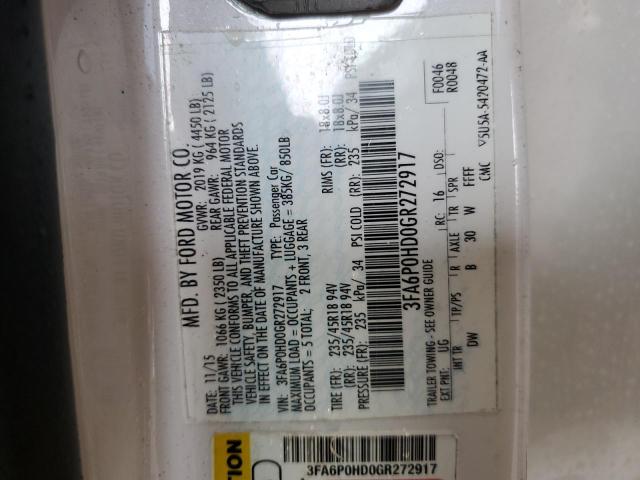 MFD. BY FORD MOTOR CO.
DATE: 11/15 GVWR: 2019 KG ( 4450 LB)
FRONT GAWR: 1066 KG ( 2350 LB) REAR GAWR: 964 KG ( 2125 LB)
THIS VEHICLE CONFORMS TO ALL APPLICABLE FEDERAL MOTOR
VEHICLE SAFETY, BUMPER, AND THEFT PREVENTION STANDARDS
IN EFFECT ON THE DATE OF MANUFACTURE SHOWN ABOVE.
VIN: 3FA6P0HD0GR272917 TYPE: Passenger Car
MAXIMUM LOAD = OCCUPANTS + LUGGAGE = 385KG/ 850LB
OCCUPANTS = 5 TOTAL: 2 FRONT, 3 REAR
TIRE (FR): 235/45R18 94V RIMS (FR): 18x8.0J
TIRE (RR): 235/45R18 94V (RR): 18x8.0J
PRESSURE (FR): 235 kPa/ 34 PSI COLD (RR): 235 kPa/ 34 PSI COLD
3FA6P0HD0GR272917
F0046
R0048
TRAILER TOWING - SEE OWNER GUIDE
EXT PNT: UG RC: 16 DSO:
INT TR TP/PS R AXLE TR SPR
DW B 30 W FFFF
CMC 5U5A-5420472-AA
3FA6P0HD0GR272917